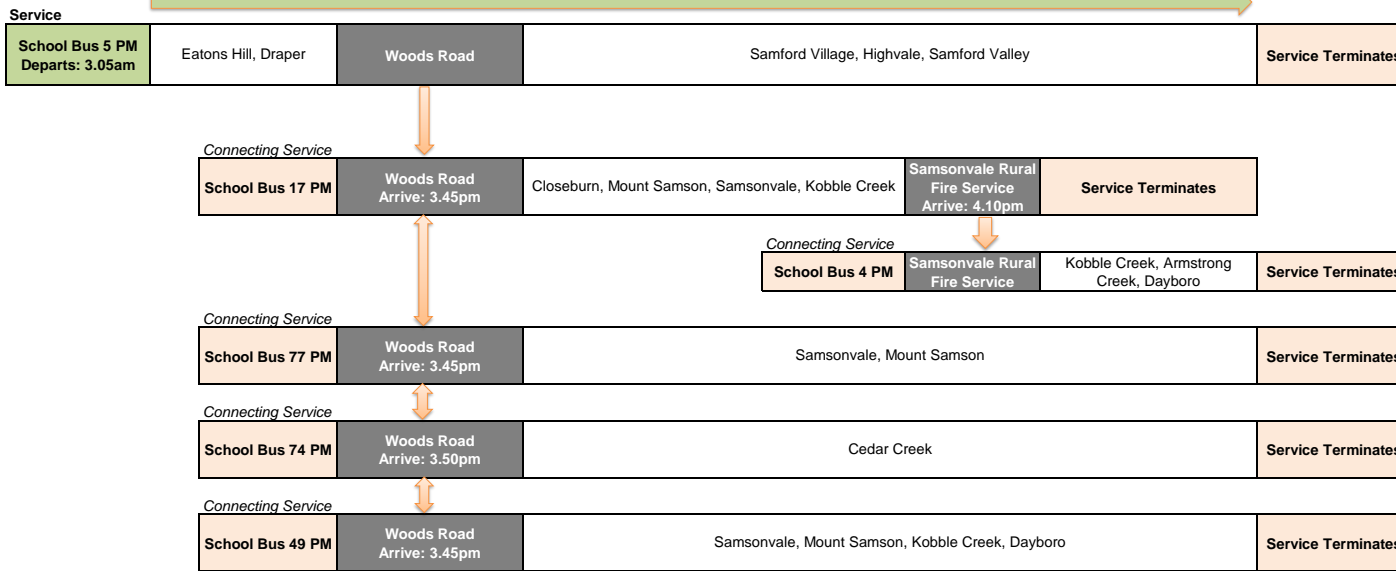 Service
School Bus 5 PM
Departs: 3.05am
Eatons Hill, Draper
Woods Road
Samford Village, Highvale, Samford Valley
Service Terminates
Connecting Service
School Bus 17 PM
Woods Road
Arrive: 3.45pm
Closeburn, Mount Samson, Samsonvale, Kobble Creek
Samsonvale Rural
Fire Service
Arrive: 4.10pm
Service Terminates
Connecting Service
School Bus 4 PM
Samsonvale Rural
Fire Service
Kobble Creek, Armstrong
Creek, Dayboro
Service Terminates
Connecting Service
School Bus 77 PM
Woods Road
Arrive: 3.45pm
Samsonvale, Mount Samson
Service Terminates
Connecting Service
School Bus 74 PM
Woods Road
Arrive: 3.50pm
Cedar Creek
Service Terminates
Connecting Service
School Bus 49 PM
Woods Road
Arrive: 3.45pm
Samsonvale, Mount Samson, Kobble Creek, Dayboro
Service Terminates